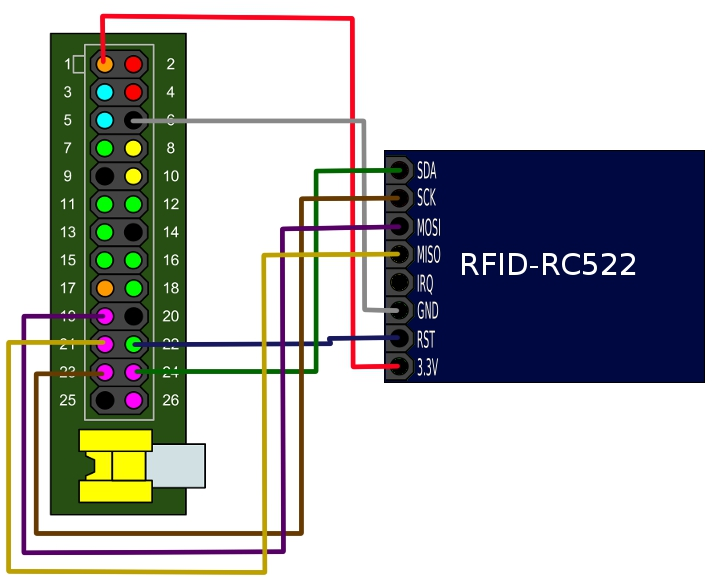 1 2
3 4
5 6
7 8
9 10
11 12
13 14
15 16
17 18
19 20
21 22
23 24
25 26
SDA
SCK
MOSI
MISO
IRQ
GND
RST
3.3V
RFID-RC522